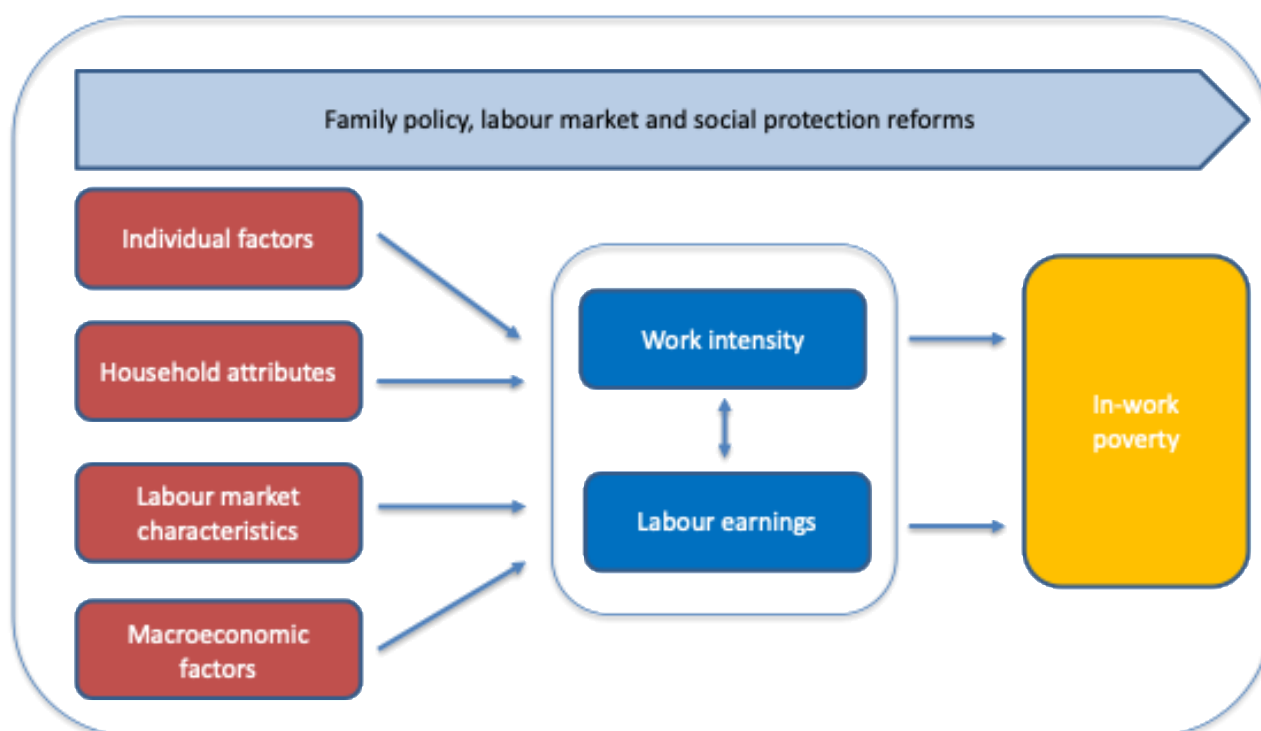 Family policy, labour market and social protection reforms
Individual factors
Household attributes
Labour market
characteristics
Macroeconomic
factors
Work intensity
Labour earnings
In-work
poverty